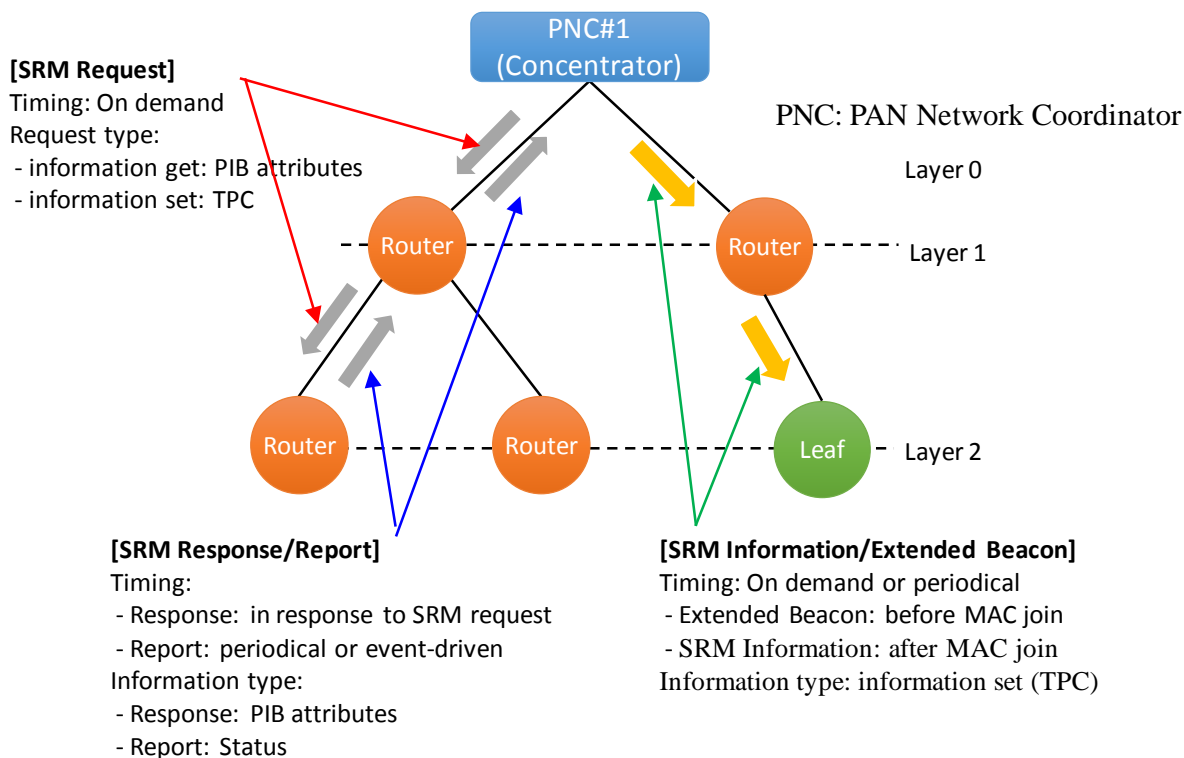 PNC#1
(Concentrator)
[SRM Request]
Timing: On demand
Request type:
- information get: PIB attributes
- information set: TPC
PNC: PAN Network Coordinator
Layer 0
Router
Router
Layer 1
Router
Router
Leaf
Layer 2
[SRM Response/Report]
Timing:
- Response: in response to SRM request
- Report: periodical or event-driven
Information type:
- Response: PIB attributes
- Report: Status
[SRM Information/Extended Beacon]
Timing: On demand or periodical
- Extended Beacon: before MAC join
- SRM Information: after MAC join
Information type: information set (TPC)